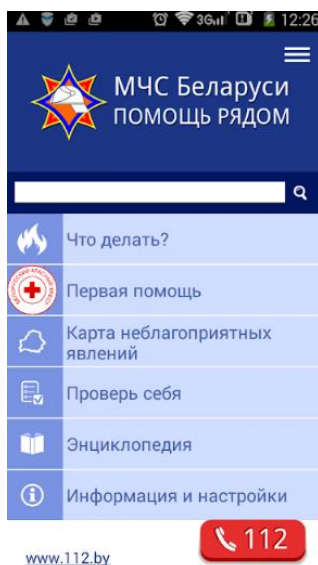 3G 12:26
МЧС Беларуси
ПОМОЩЬ РЯДОМ
Что делать?
Первая помощь
Карта неблагоприятных
явлений
Проверь себя
Энциклопедия
Информация и настройки
112
www.112.by